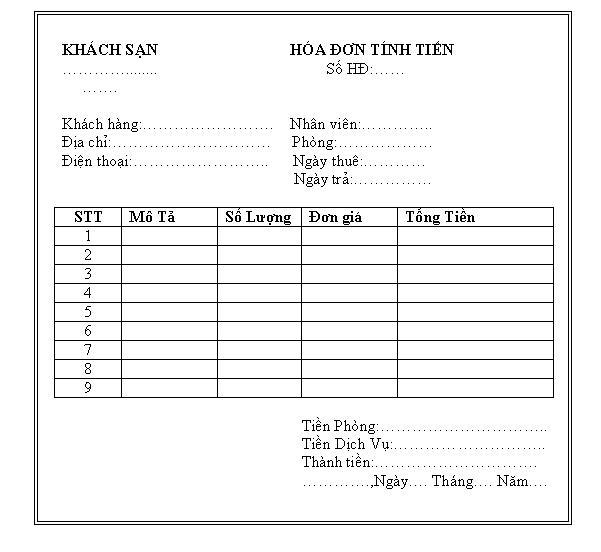 KHÁCH SẠN HÓA ĐƠN TÍNH TIỀN
…………........ Số HĐ:……
…….
Khách hàng:……………………. Nhân viên:…………..
Địa chỉ:………………………… Phòng:………………
Điện thoại:…………………….. Ngày thuê:…………
Ngày trả:……………
STT Mô Tả Số Lượng Đơn giá Tổng Tiền
1
2
3
4
5
6
7
8
9
Tiền Phòng:…………………………..
Tiền Dịch Vụ:………………………..
Thành tiền:………………………….
………….,Ngày…. Tháng…. Năm….